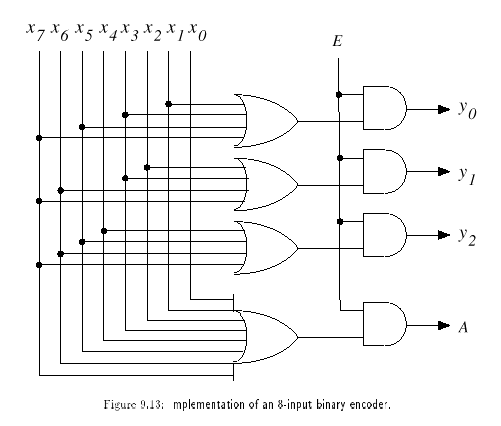 x7 x6 x5 x4 x3 x2 x1 x0
E
y0
y1
y2
A
Figure 9.13: mplementation of an 8-input binary encoder.